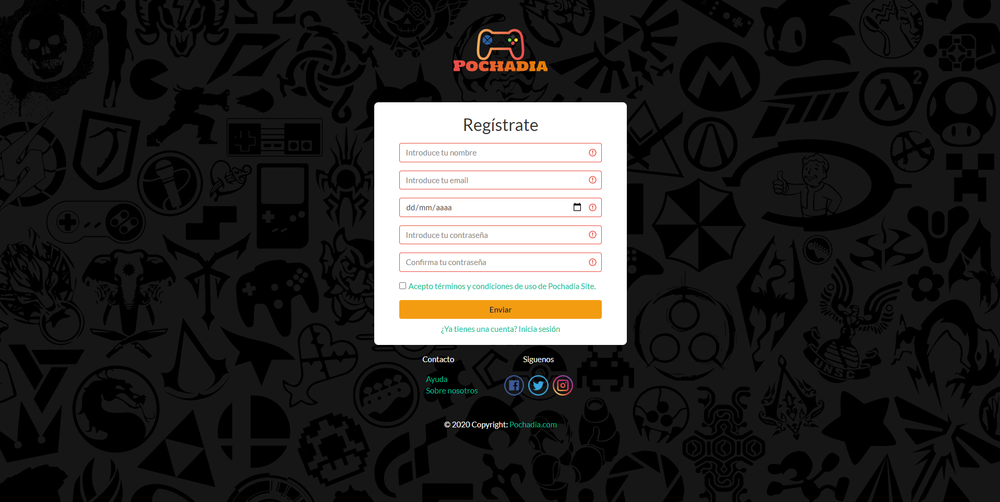 POCHADIA
Regístrate
Introduce tu nombre
Introduce tu email
dd/mm/aaaa
Introduce tu contraseña
Confirma tu contraseña
Acepto términos y condiciones de uso de Pochadia Site.
Enviar
¿Ya tienes una cuenta? Inicia sesión
Contacto
Siguenos
Ayuda
Sobre nosotros
© 2020 Copyright: Pochadia.com
2
UNSC